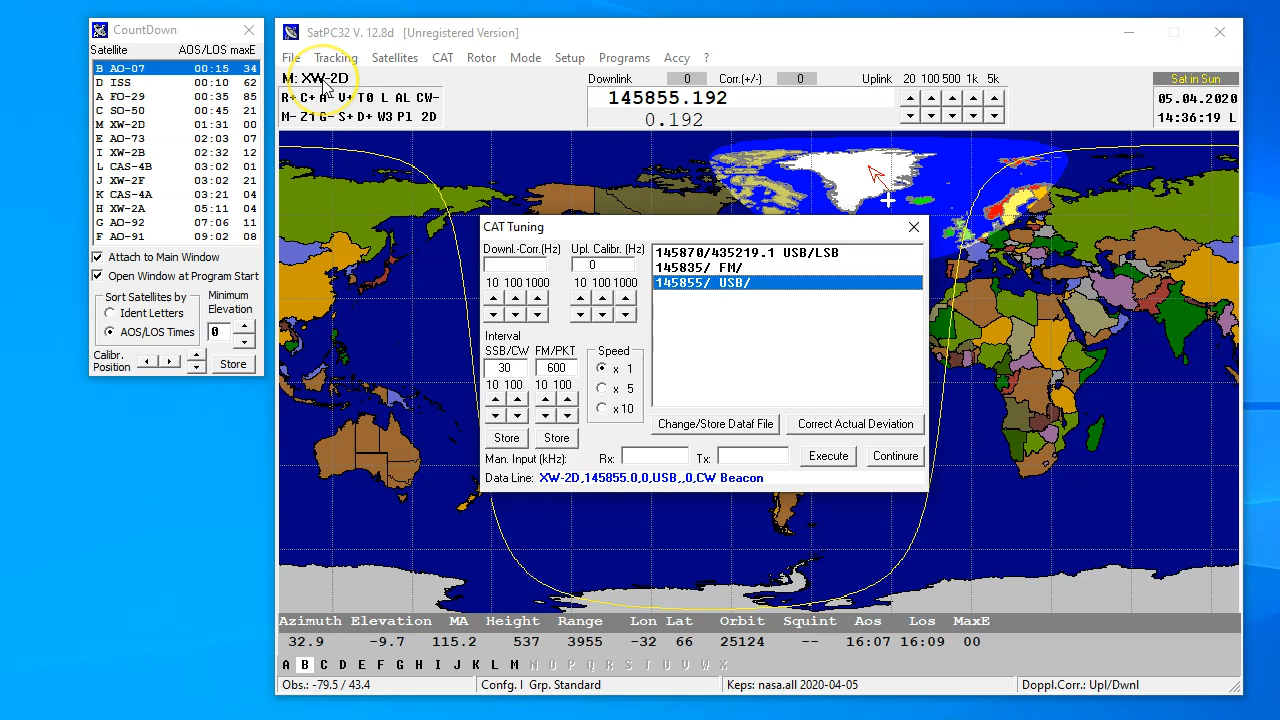 CountDown
Satellite AOS/LOS maxE
B AO-07 00:15 34
D ISS 00:16 62
A FO-29 00:35 85
C SO-50 00:45 21
M XW-2D 01:31 00
E AO-73 02:07 03
I XW-2B 02:32 12
L CAS-4B 03:02 01
J XW-2F 03:02 21
K CAS-4A 03:21 04
H XW-2A 05:11 04
G AO-92 07:06 13
F AO-91 09:02 08
Attach to Main Window
Open Window at Program Start
Sort Satellites by
Ident Letters
AOS/LOS Times
Minimum
Elevation
0
Calibr.
Position
Store
SatPC32 V. 12.8d [Unregistered Version]
File Tracking Satellites CAT Rotor Mode Setup Programs Accy ?
M: XW-2D
R+ C+ A- V+ T0 L AL CW-
M- Z1 G- S+ D+ W3 P1 2D
Downlink 0 Corr.(+/-) 0 Uplink 20 100 500 1k 5k
145855.192
0.192
Sat in Sun
05.04.2020
14:36:19 L
CAT Tuning
Downl.-Corr.(Hz) Upl. Calibr. (Hz)
0
10 100 1000 10 100 1000
Interval
SSB/CW FM/PKT
30 600
10 100 10 100
Store Store
Speed
x 1
x 5
x 10
145870/435219.1 USB/LSB
145835/ FM/
145855/ USB/
Change/Store Dataf File Correct Actual Deviation
Man. Input (kHz): Rx: Tx: Execute Continue
Data Line: XW-2D,145855.0,0,USB,,0,CW Beacon
Azimuth Elevation MA Height Range Lon Lat Orbit Squint Aos Los MaxE
32.9 -9.7 115.2 537 3955 -32 66 25124 -- 16:07 16:09 00
A B C D E F G H I J K L M N O P Q R S T U V W X
Obs.: -79.5 / 43.4 Confg. I Grp. Standard Keps: nasa.all 2020-04-05 Doppl.Corr.: Upl/Dwnl